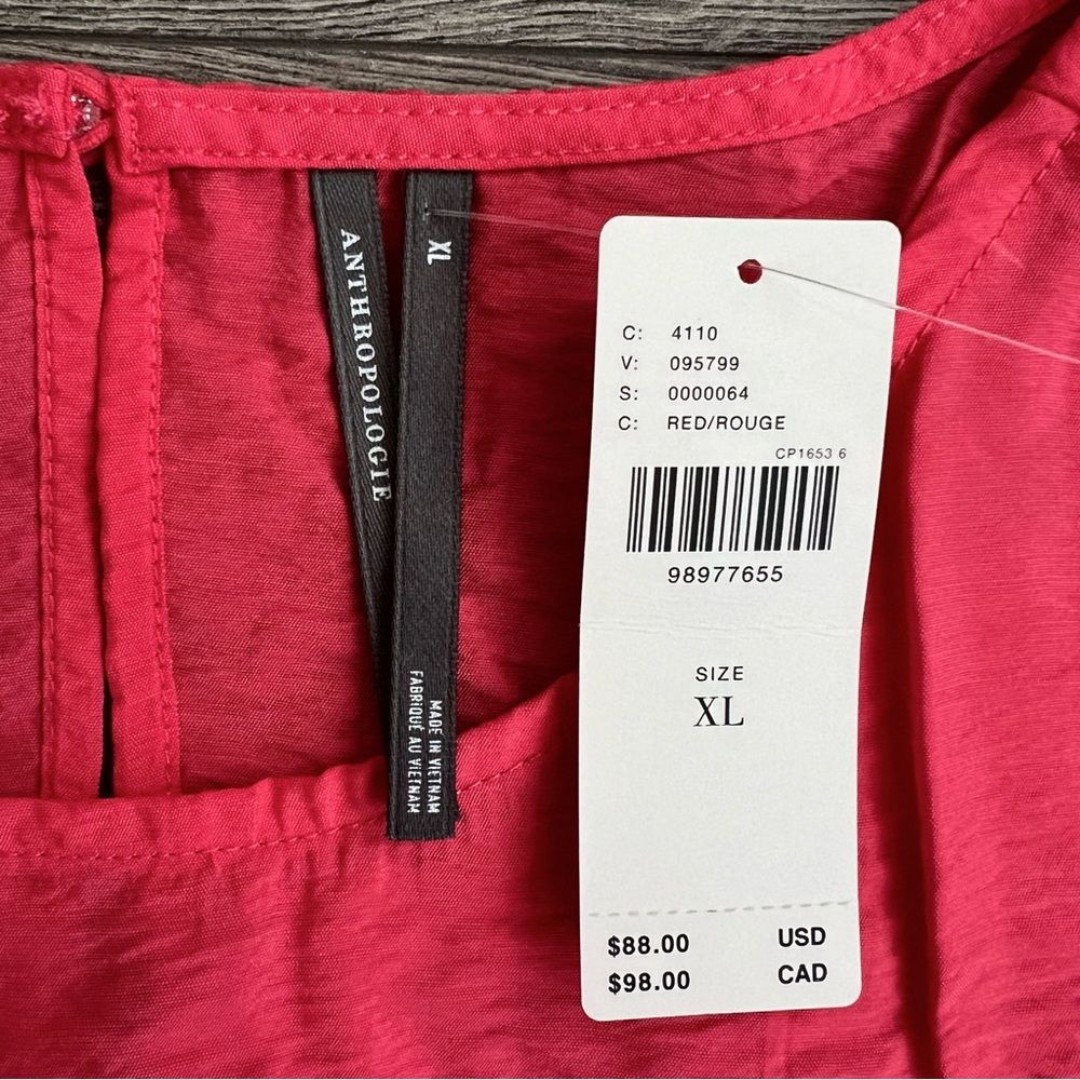 ANTHROPOLOGIE
XL
MADE IN VIETNAM
FABRIQUÉ AU VIETNAM
C: 4110
V: 095799
S: 0000064
C: RED/ROUGE
CP1653 6
98977655
SIZE
XL
$88.00 USD
$98.00 CAD